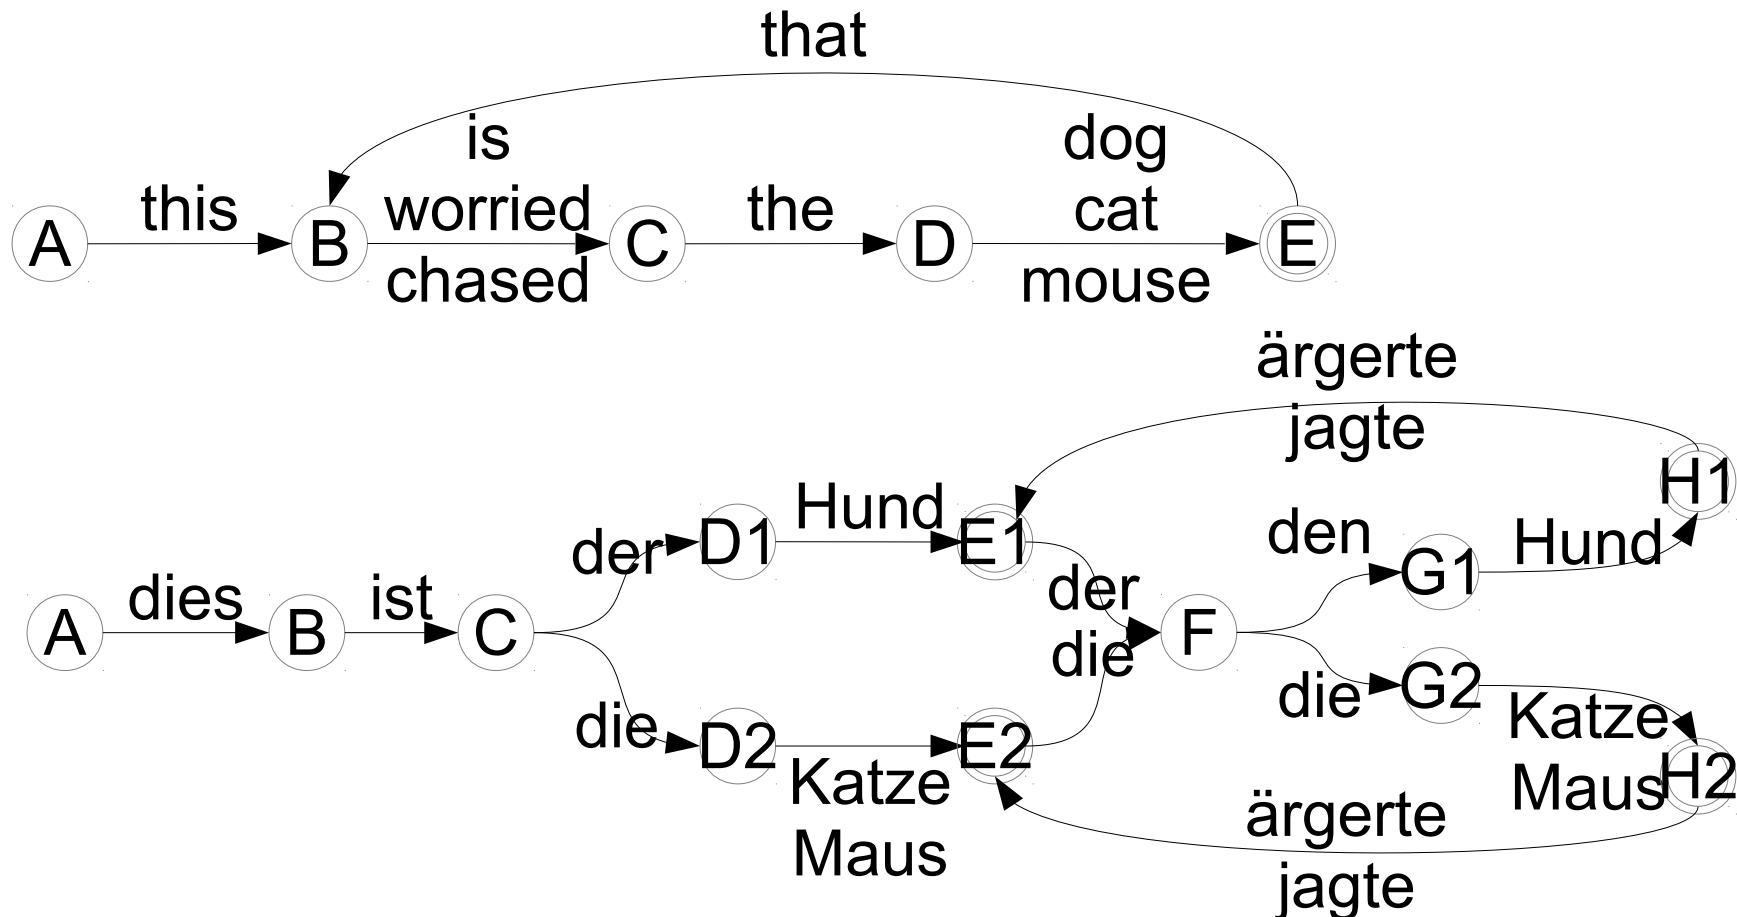 that
is
dog
this
worried
the
cat
A
B
C
D
E
chased
mouse
ärgerte
jagte
H1
Hund
E1
den
Hund
der
D1
G1
der
dies
ist
A
B
C
F
die
G2
die
die
Katze
D2
E2
Maus
H2
Katze
ärgerte
Maus
jagte